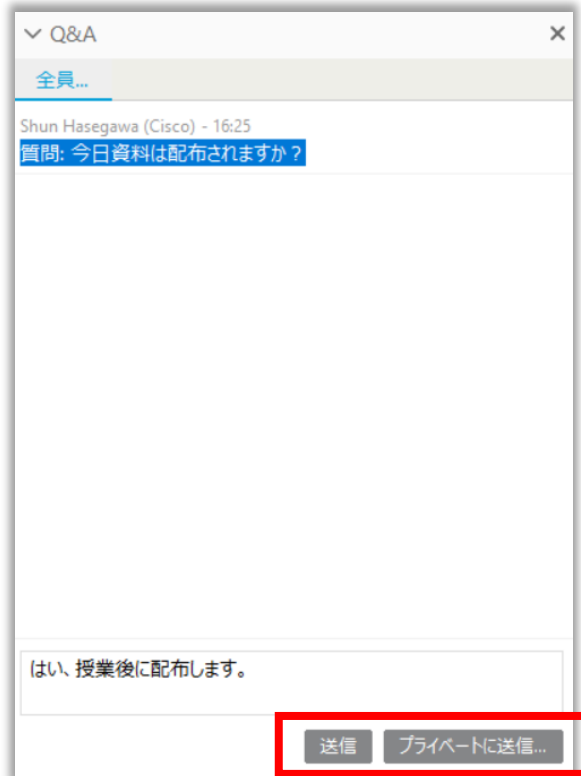 Q&A
全員...
Shun Hasegawa (Cisco) - 16:25
質問: 今日資料は配布されますか？
はい、授業後に配布します。
送信 プライベートに送信...